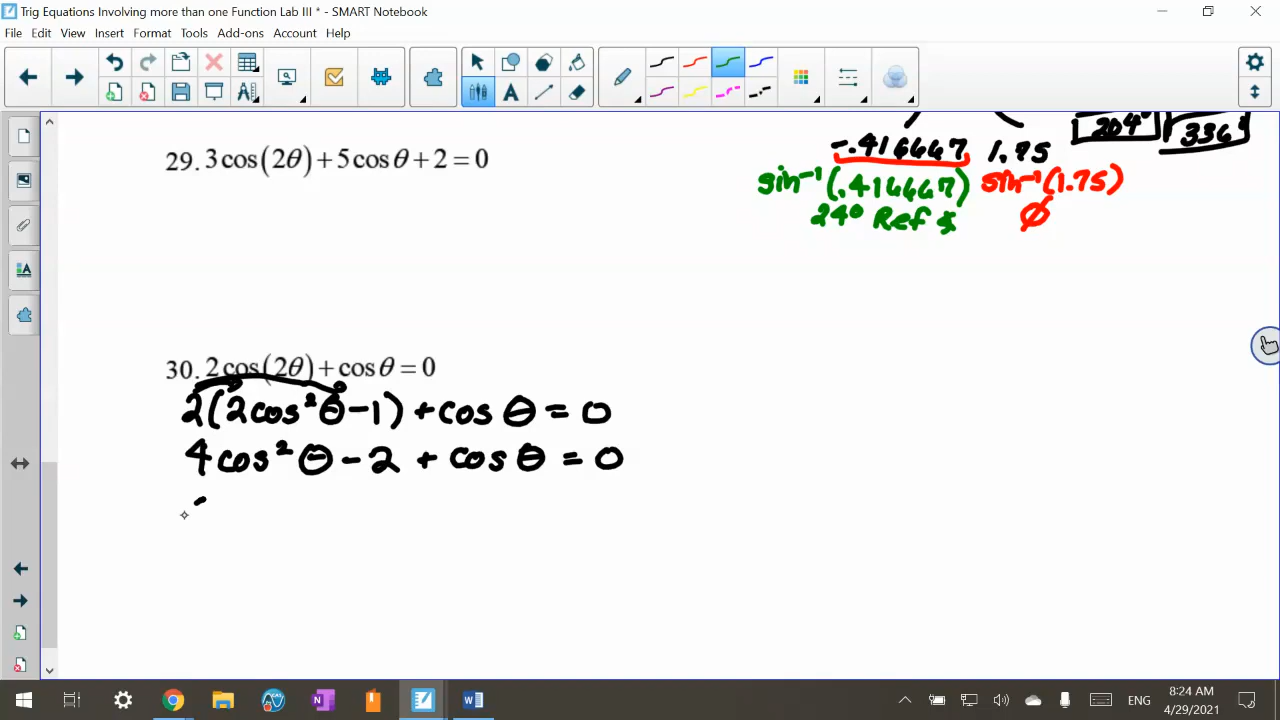 Trig Equations Involving more than one Function Lab III * - SMART Notebook
File Edit View Insert Format Tools Add-ons Account Help
204° 336°
-.416667 1.75
29. 3cos(2θ)+5cosθ+2=0
sin⁻¹(.416667) sin⁻¹(1.75)
24° Ref ∡ ∅
30. 2cos(2θ)+cosθ=0
2(2cos²θ-1)+cosθ=0
4cos²θ-2+cosθ=0
ENG
8:24 AM
4/29/2021